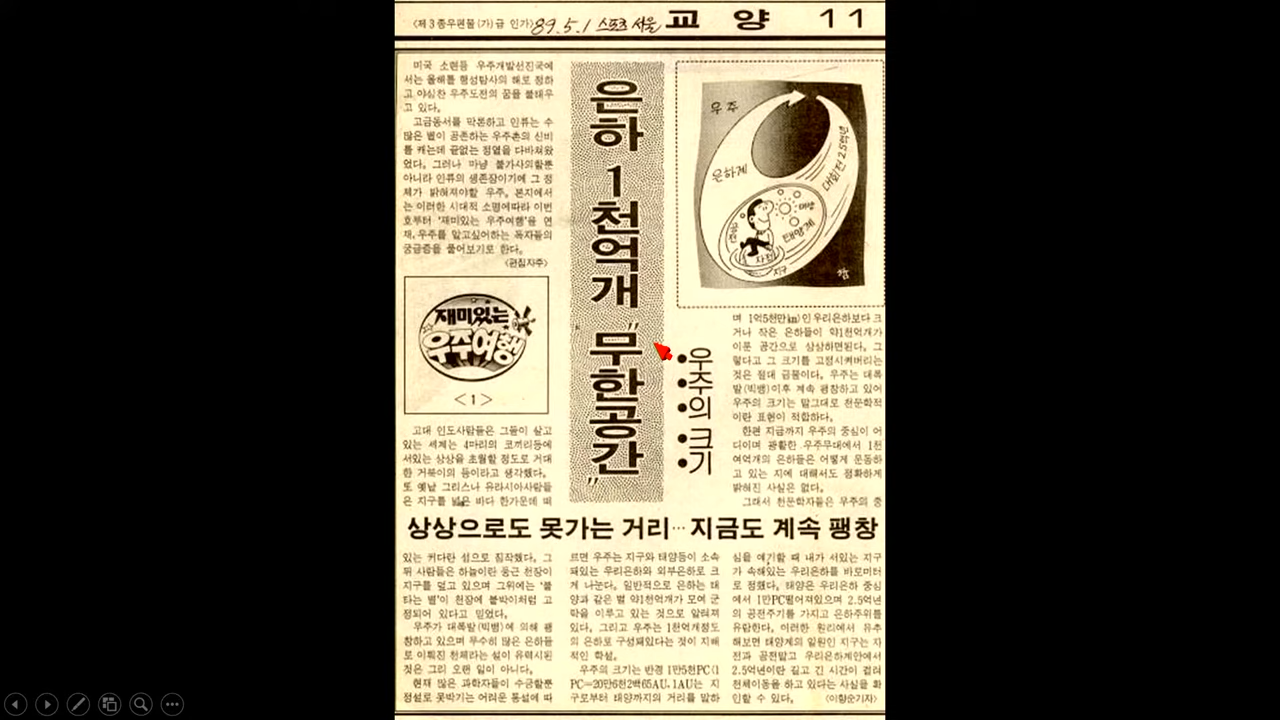 〈제3종우편물(가)급 인가〉 89.5.1 스포츠 서울 교양 11
미국 소련등 우주개발선진국에
서는 올해를 행성탐사의 해로 정하
고 야심찬 우주도전의 꿈을 불태우
고 있다.
고금동서를 막론하고 인류는 수
많은 별이 공존하는 우주촌의 신비
를 캐는데 끝없는 정열을 다바쳐왔
었다. 그러나 마냥 불가사의할뿐
아니라 인류의 생존장이기에 그 정
체가 밝혀져야할 우주. 본지에서
는 이러한 시대적 소명에따라 이번
호부터 '재미있는 우주여행'을 연
재, 우주를 알고싶어하는 독자들의
궁금증을 풀어보기로 한다.
〈편집자주〉
재미있는
우주여행
<1>
은하 1천억개 "무한공간"
•우주의 크기
우주
은하계
대회전 2.5억년
태양
태양계
자전
지구
고대 인도사람들은 그들이 살고
있는 세계는 4마리의 코끼리등에
서있는 상상을 초월할 정도로 거대
한 거북이의 등이라고 생각했다.
또 옛날 그리스나 유라시아사람들
은 지구를 넓은 바다 한가운데 떠
상상으로도 못가는 거리… 지금도 계속 팽창
있는 커다란 섬으로 짐작했다. 그
뒤 사람들은 하늘이란 둥근 천장이
지구를 덮고 있으며 그위에는 '불
타는 별'이 천장에 붙박이처럼 고
정되어 있다고 믿었다.
우주가 대폭발(빅뱅)에 의해 팽
창하고 있으며 무수히 많은 은하들
로 이뤄진 천체라는 설이 유력시된
것은 그리 오랜 일이 아니다.
현재 많은 과학자들이 수긍할뿐
정설로 못박기는 어려운 통설에 따
르면 우주는 지구와 태양등이 소속
돼있는 우리은하와 외부은하로 크
게 나눈다. 일반적으로 은하는 태
양과 같은 별 약1천억개가 모여 군
락을 이루고 있는 것으로 알려져
있다. 그리고 우주는 1천억개정도
의 은하로 구성돼있다는 것이 지배
적인 학설.
우주의 크기는 반경 1만5천PC(1
PC=20만6천2백65AU, 1AU는 지
구로부터 태양까지의 거리를 말하
며 1억5천만㎞)인 우리은하보다 크
거나 작은 은하들이 약1천억개가
이룬 공간으로 상상하면된다. 그
렇다고 그 크기를 고정시켜버리는
것은 절대 금물이다. 우주는 대폭
발(빅뱅)이후 계속 팽창하고 있어
우주의 크기는 말그대로 천문학적
이란 표현이 적합하다.
한편 지금까지 우주의 중심이 어
디이며 광활한 우주무대에서 1천
여억개의 은하들은 어떻게 운동하
고 있는 지에 대해서도 정확하게
밝혀진 사실은 없다.
그래서 천문학자들은 우주의 중
심을 얘기할 때 내가 서있는 지구
가 속해있는 우리은하를 바로미터
로 정했다. 태양은 우리은하 중심
에서 1만PC떨어져있으며 2.5억년
의 공전주기를 가지고 은하주위를
유람한다. 이러한 원리에서 유추
해보면 태양계의 일원인 지구는 자
전과 공전말고 우리은하계안에서
2.5억년이란 길고 긴 시간이 걸려
천체이동을 하고 있다는 사실을 확
인할 수 있다. 〈이향순기자〉